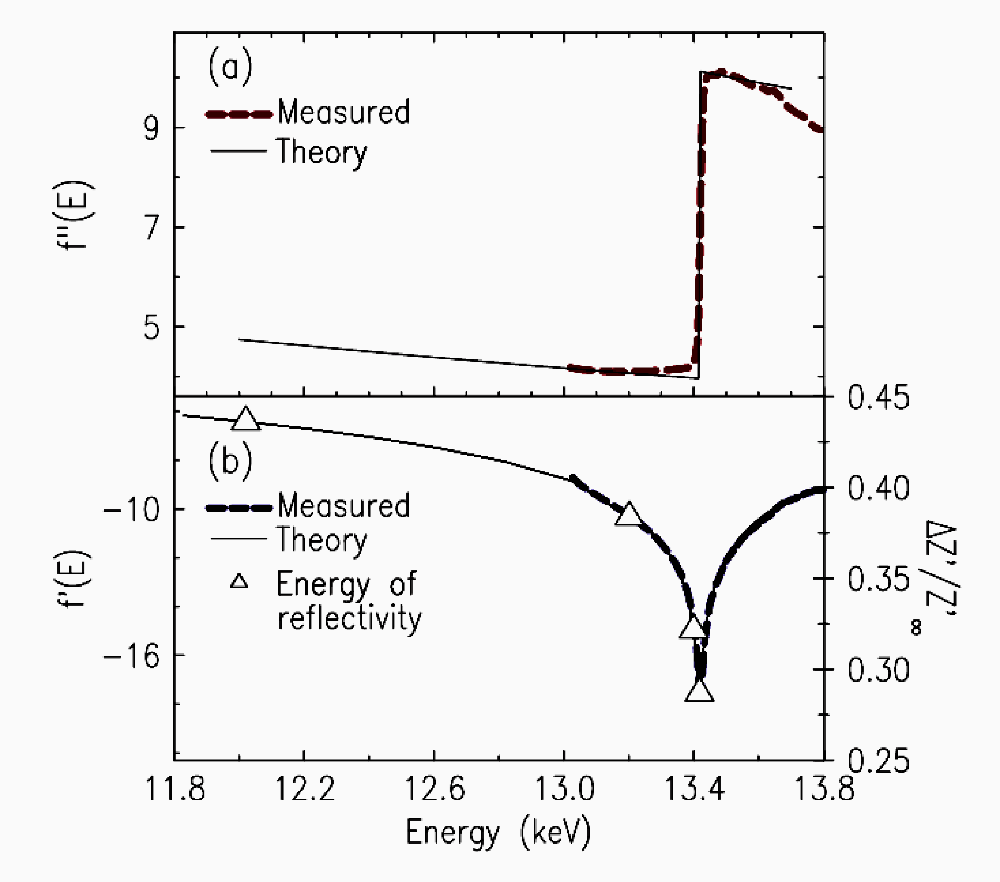 (a)
Measured
Theory
9
7
5
f''(E)
0.45
(b)
Measured
Theory
Energy of
reflectivity
-10
-16
f'(E)
0.40
0.35
0.30
0.25
ΔZ'/Z'∞
11.8 12.2 12.6 13.0 13.4 13.8
Energy (keV)